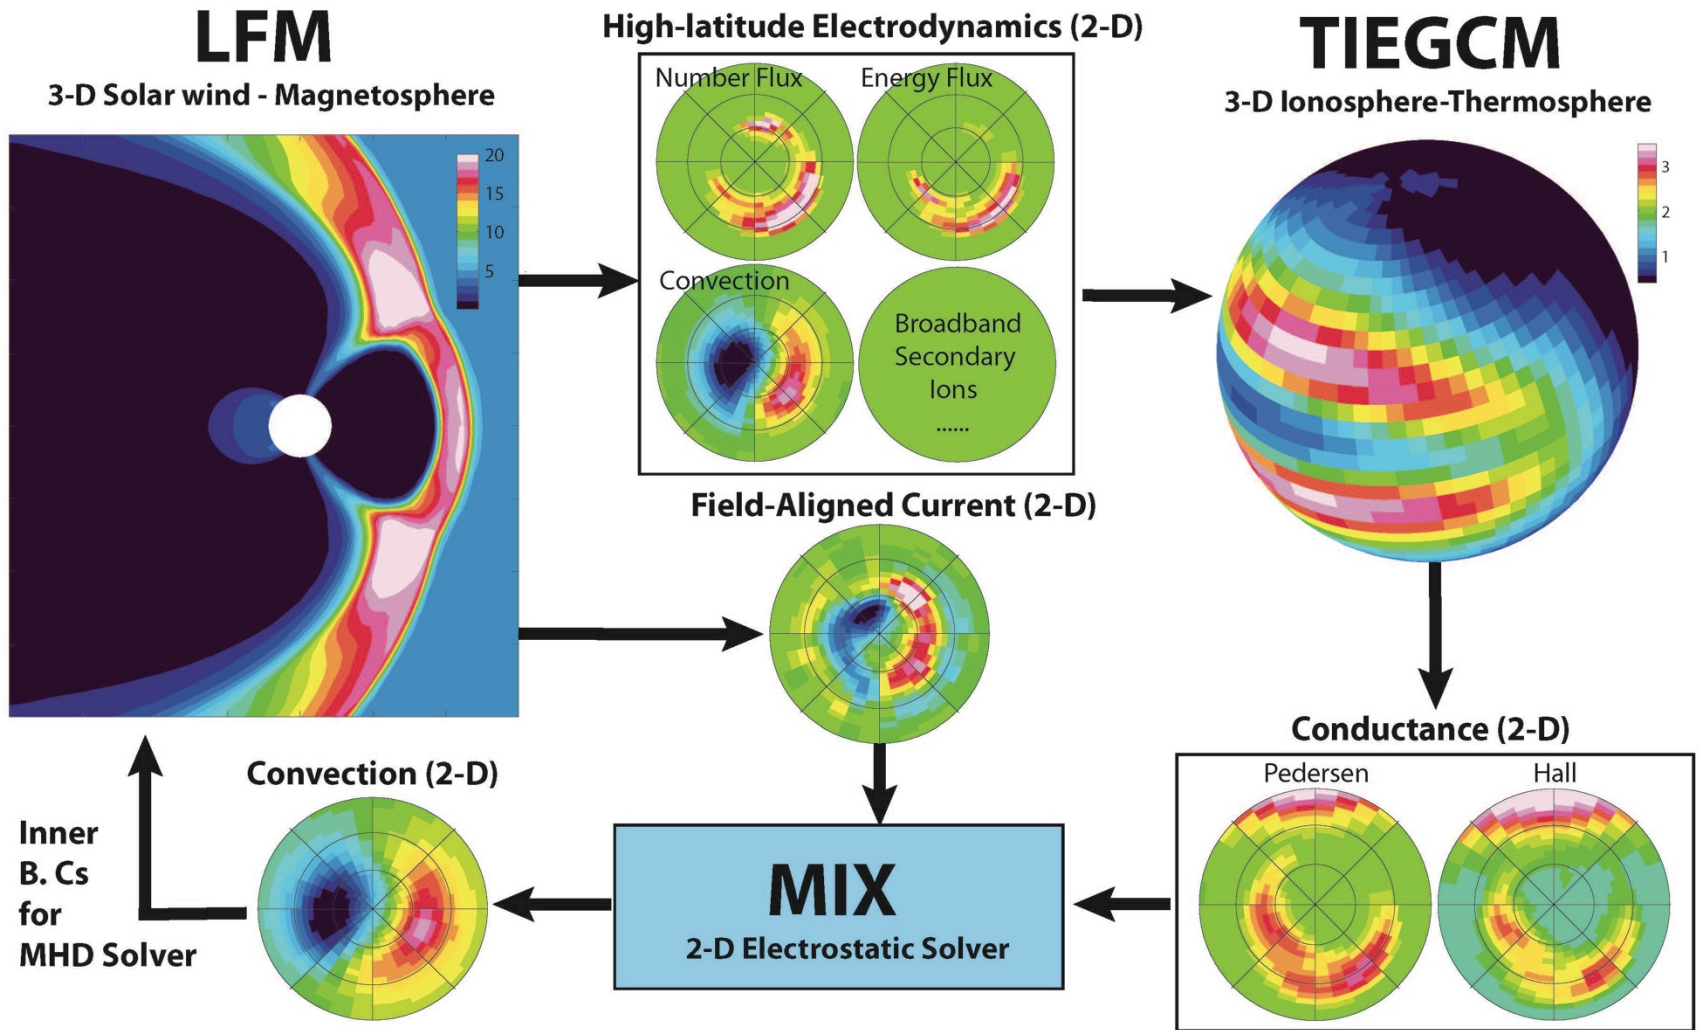 LFM
3-D Solar wind - Magnetosphere
20
15
10
5
High-latitude Electrodynamics (2-D)
Number Flux
Energy Flux
Convection
Broadband
Secondary
Ions
......
TIEGCM
3-D Ionosphere-Thermosphere
3
2
1
Field-Aligned Current (2-D)
Conductance (2-D)
Pedersen
Hall
MIX
2-D Electrostatic Solver
Convection (2-D)
Inner
B. Cs
for
MHD Solver